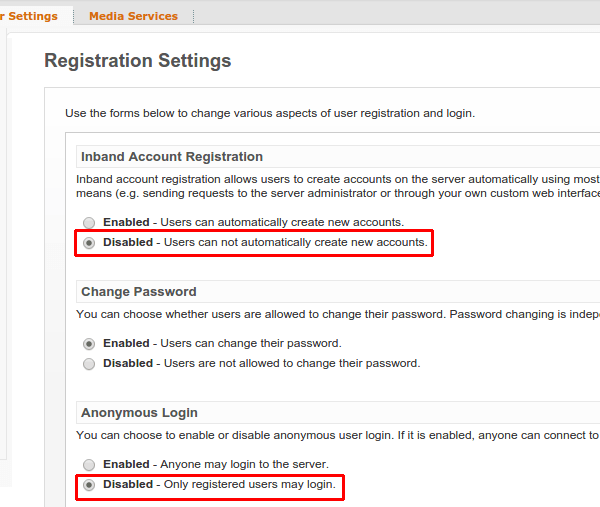 r Settings
Media Services
Registration Settings
Use the forms below to change various aspects of user registration and login.
Inband Account Registration
Inband account registration allows users to create accounts on the server automatically using most
means (e.g. sending requests to the server administrator or through your own custom web interface
Enabled - Users can automatically create new accounts.
Disabled - Users can not automatically create new accounts.
Change Password
You can choose whether users are allowed to change their password. Password changing is indepe
Enabled - Users can change their password.
Disabled - Users are not allowed to change their password.
Anonymous Login
You can choose to enable or disable anonymous user login. If it is enabled, anyone can connect to
Enabled - Anyone may login to the server.
Disabled - Only registered users may login.